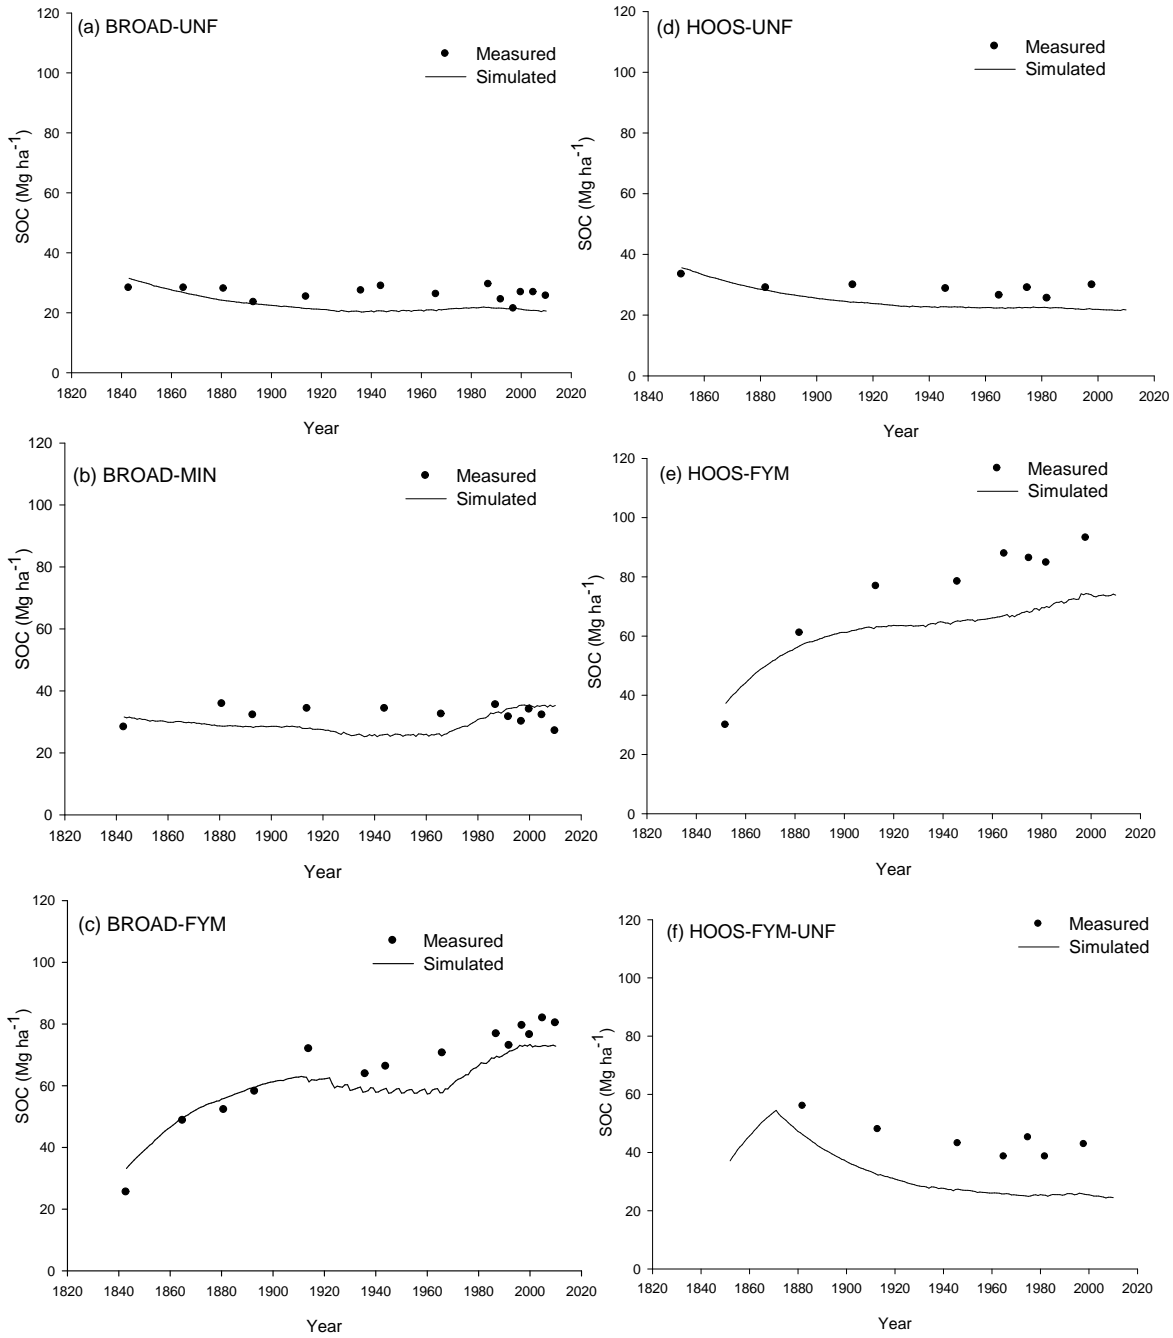 (a) BROAD-UNF
Measured
Simulated
SOC (Mg ha-1)
120
100
80
60
40
20
0
1820 1840 1860 1880 1900 1920 1940 1960 1980 2000 2020
Year
(d) HOOS-UNF
Measured
Simulated
SOC (Mg ha-1)
120
100
80
60
40
20
0
1840 1860 1880 1900 1920 1940 1960 1980 2000 2020
Year
(b) BROAD-MIN
Measured
Simulated
SOC (Mg ha-1)
120
100
80
60
40
20
0
1820 1840 1860 1880 1900 1920 1940 1960 1980 2000 2020
Year
(e) HOOS-FYM
Measured
Simulated
SOC (Mg ha-1)
120
100
80
60
40
20
0
1820 1840 1860 1880 1900 1920 1940 1960 1980 2000 2020
Year
(c) BROAD-FYM
Measured
Simulated
SOC (Mg ha-1)
120
100
80
60
40
20
0
1820 1840 1860 1880 1900 1920 1940 1960 1980 2000 2020
Year
(f) HOOS-FYM-UNF
Measured
Simulated
SOC (Mg ha-1)
120
100
80
60
40
20
0
1820 1840 1860 1880 1900 1920 1940 1960 1980 2000 2020
Year